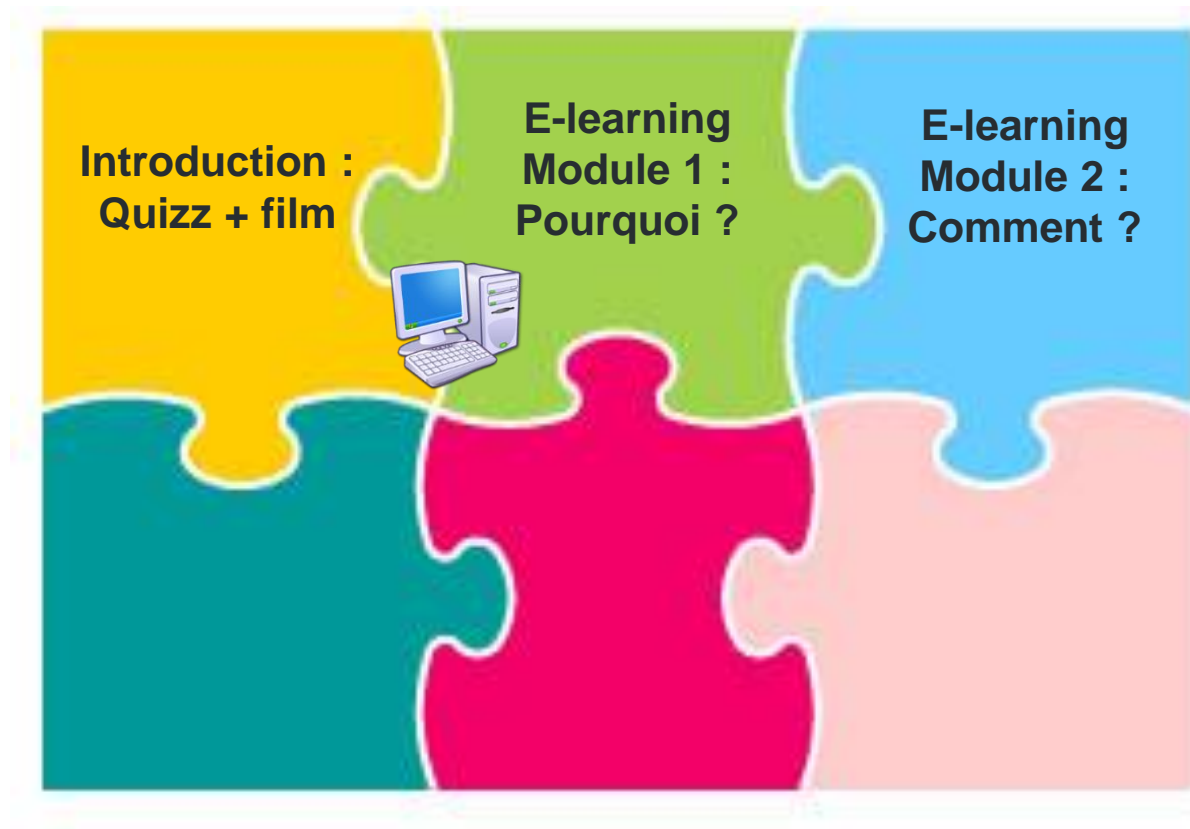 Introduction :
Quizz + film
E-learning
Module 1 :
Pourquoi ?
E-learning
Module 2 :
Comment ?